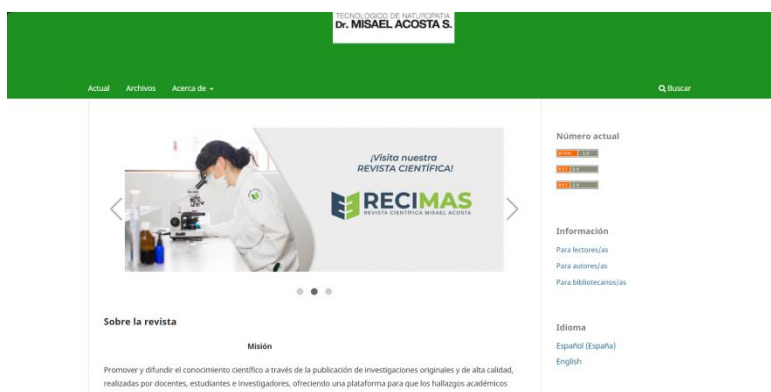 TECNOLOGICO DE NATUROPATIA
Dr. MISAEL ACOSTA S.
Actual Archivos Acerca de
Buscar
¡Visita nuestra
REVISTA CIENTÍFICA!
RECIMAS
REVISTA CIENTÍFICA MISAEL ACOSTA
Sobre la revista
Misión
Promover y difundir el conocimiento científico a través de la publicación de investigaciones originales y de alta calidad,
realizadas por docentes, estudiantes e investigadores, ofreciendo una plataforma para que los hallazgos académicos
Número actual
Información
Para lectores/as
Para autores/as
Para bibliotecarios/as
Idioma
Español (España)
English